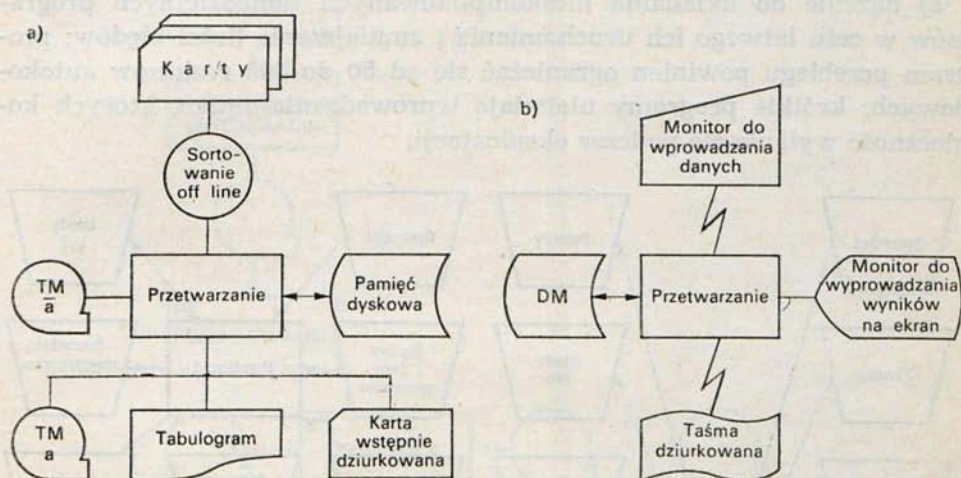 a)
Karty
Sorto-
wanie
off line
TM
a
Przetwarzanie
Pamięć
dyskowa
TM
a
Tabulogram
Karta
wstępnie
dziurkowana
b)
Monitor do
wprowadzania
danych
DM
Przetwarzanie
Monitor do
wyprowadzania
wyników
na ekran
Taśma
dziurkowana